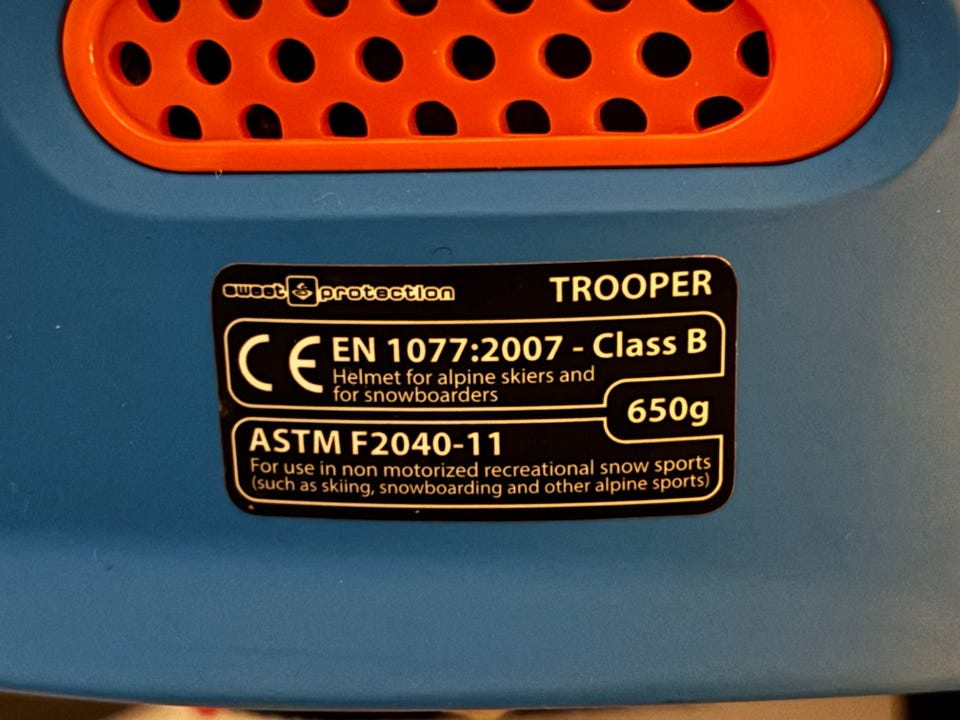 sweet protection TROOPER
CE EN 1077:2007 - Class B
Helmet for alpine skiers and
for snowboarders
650g
ASTM F2040-11
For use in non motorized recreational snow sports
(such as skiing, snowboarding and other alpine sports)